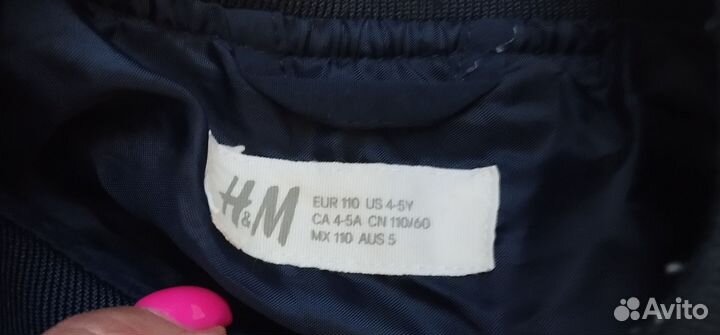 H&M
EUR 110 US 4-5Y
CA 4-5A CN 110/60
MX 110 AUS 5
Avito